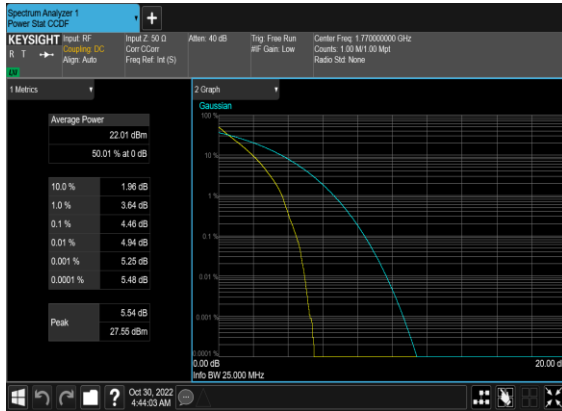 Spectrum Analyzer 1
Power Stat CCDF
KEYSIGHT
R T
LXI
Input: RF
Coupling: DC
Align: Auto
Input Z: 50 Ω
Corr CCorr
Freq Ref: Int (S)
Atten: 40 dB
Trig: Free Run
#IF Gain: Low
Center Freq: 1.770000000 GHz
Counts: 1.00 M/1.00 Mpt
Radio Std: None
1 Metrics
Average Power
22.01 dBm
50.01 % at 0 dB
10.0 % 1.96 dB
1.0 % 3.64 dB
0.1 % 4.46 dB
0.01 % 4.94 dB
0.001 % 5.25 dB
0.0001 % 5.48 dB
Peak
5.54 dB
27.55 dBm
2 Graph
Gaussian
100 %
10 %
1 %
0.1 %
0.01 %
0.001 %
0.0001 %
0.00 dB
20.00 d
Info BW 25.000 MHz
Oct 30, 2022
4:44:03 AM